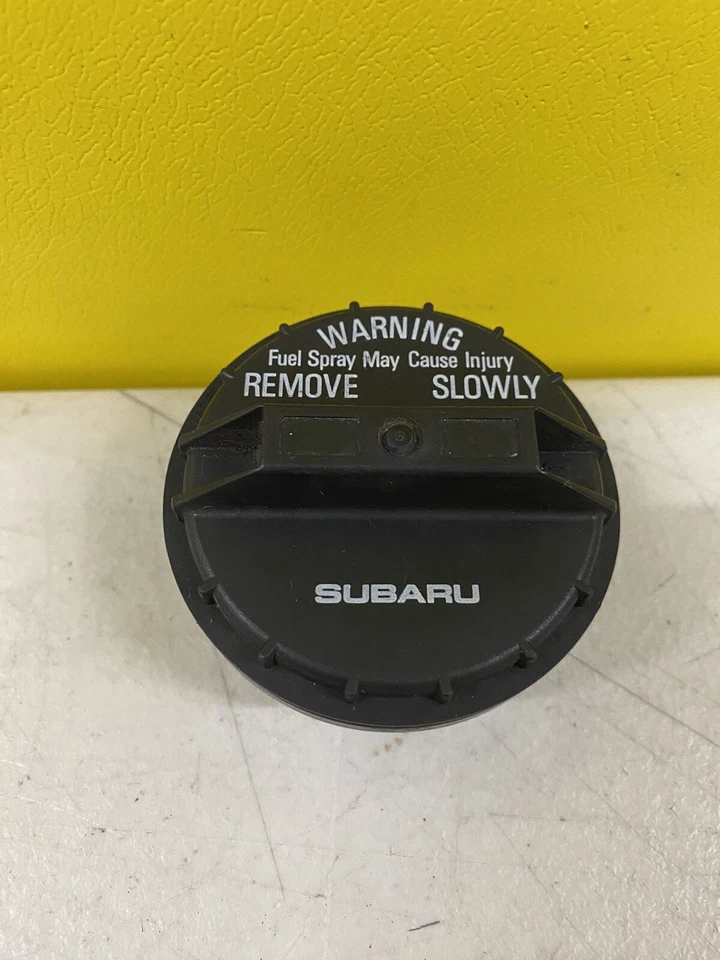 WARNING
Fuel Spray May Cause Injury
REMOVE SLOWLY
SUBARU